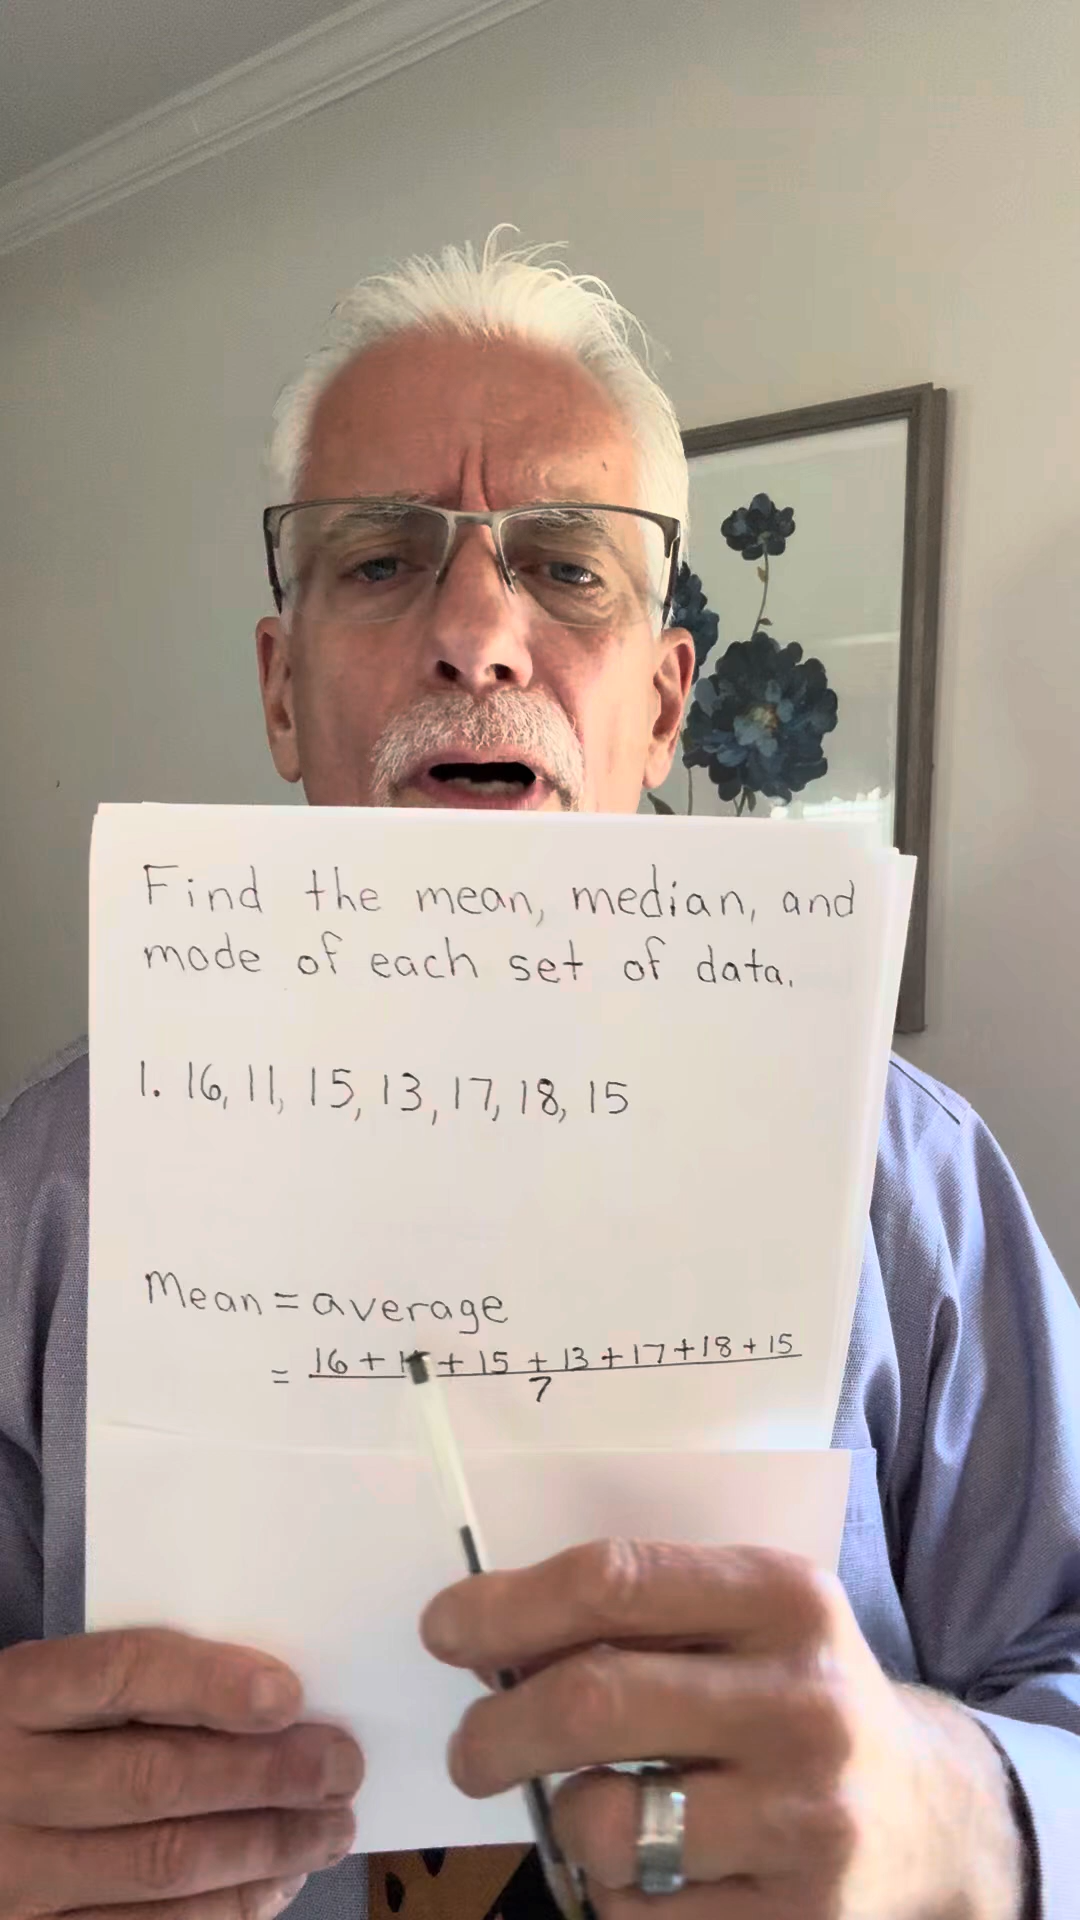 Find the mean, median, and
mode of each set of data.
1. 16, 11, 15, 13, 17, 18, 15
Mean = average
= 16 + + 15 + 13 + 17 + 18 + 15
7